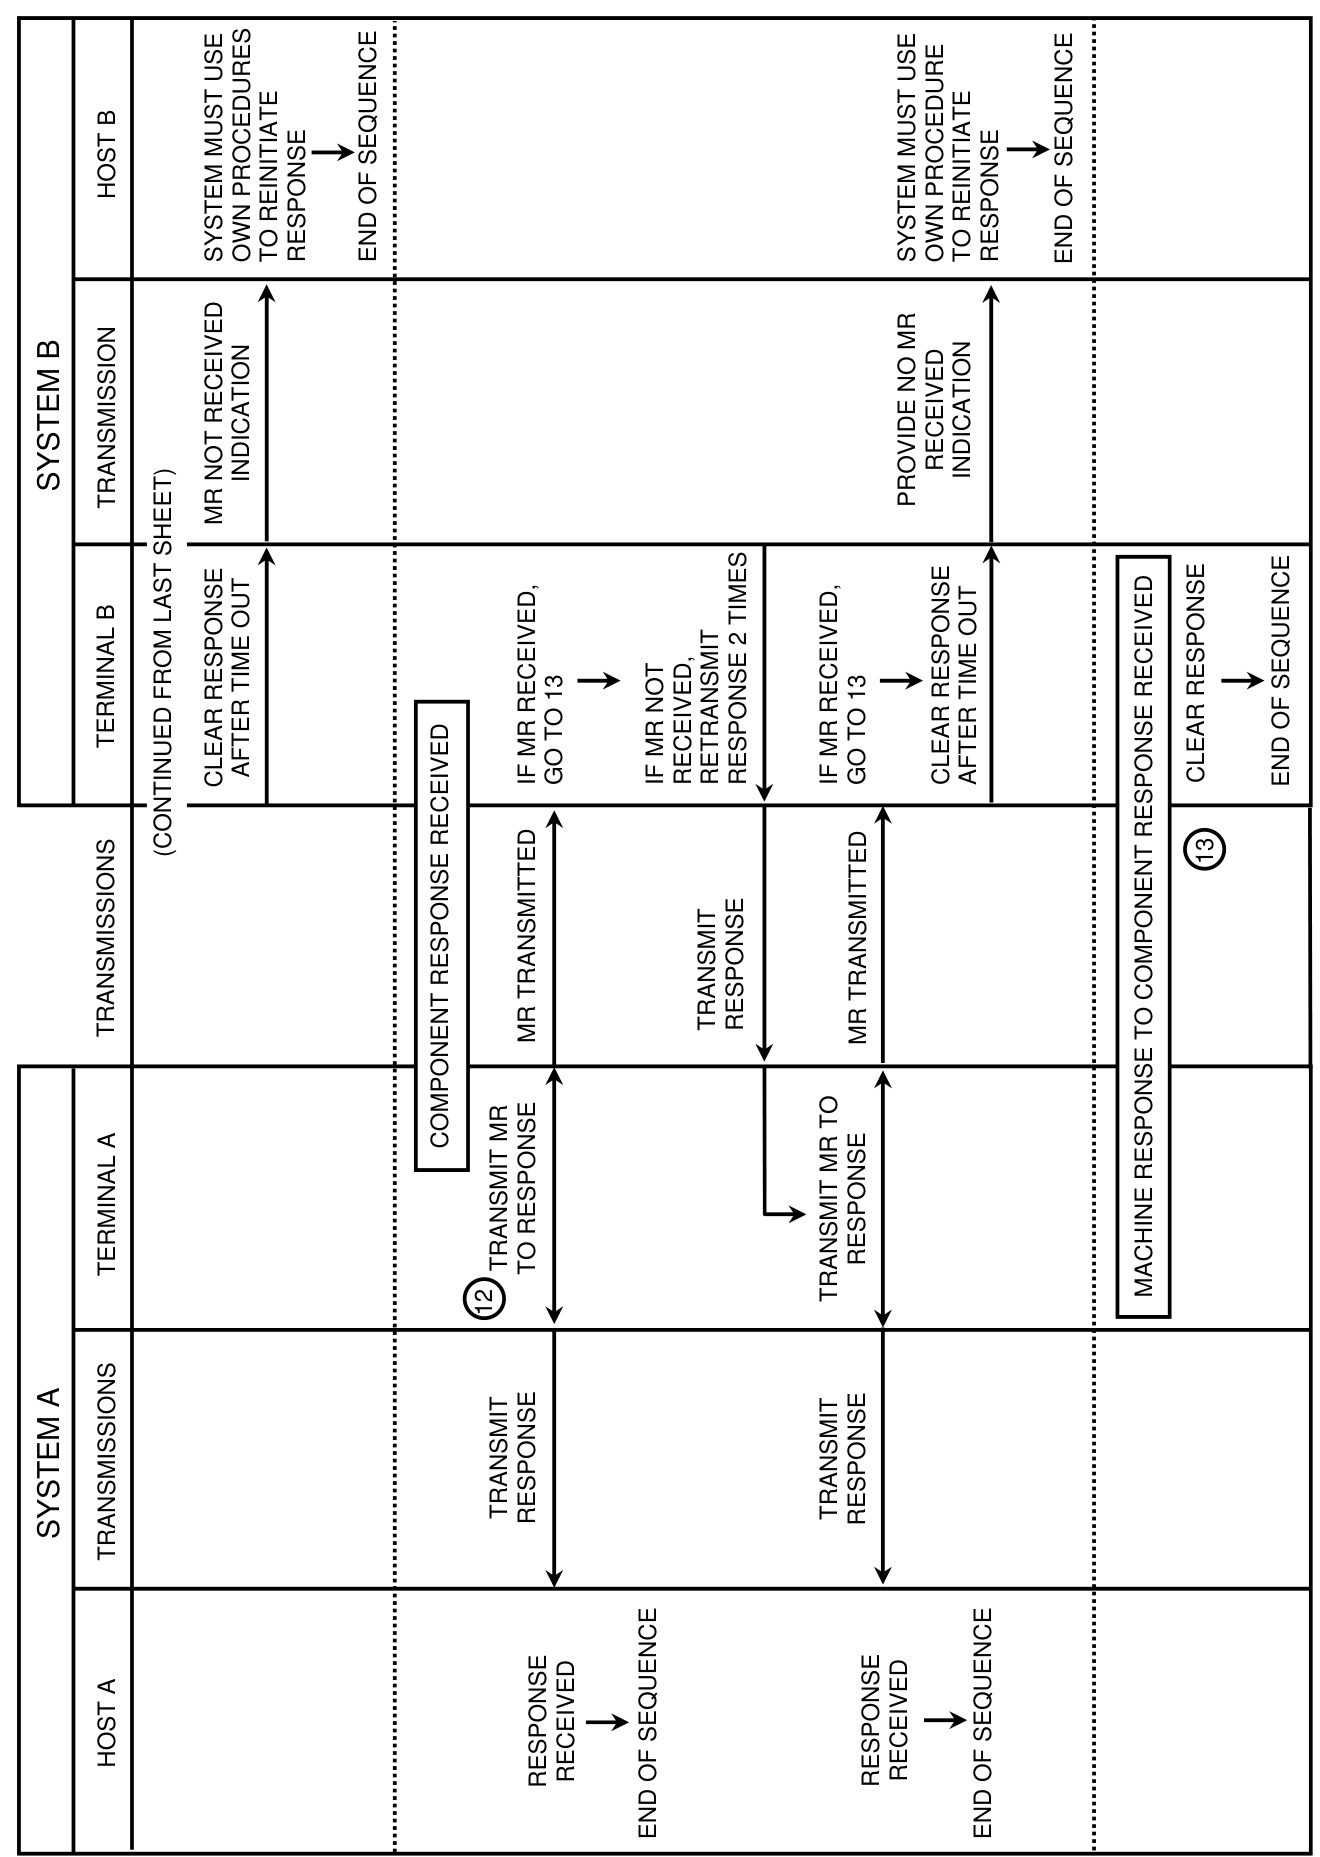 SYSTEM A
SYSTEM B
HOST A
TRANSMISSIONS
TERMINAL A
TRANSMISSIONS
TERMINAL B
TRANSMISSION
HOST B
(CONTINUED FROM LAST SHEET)
CLEAR RESPONSE
AFTER TIME OUT
MR NOT RECEIVED
INDICATION
SYSTEM MUST USE
OWN PROCEDURES
TO REINITIATE
RESPONSE
END OF SEQUENCE
COMPONENT RESPONSE RECEIVED
12
TRANSMIT
RESPONSE
TRANSMIT MR
TO RESPONSE
MR TRANSMITTED
IF MR RECEIVED,
GO TO 13
RESPONSE
RECEIVED
END OF SEQUENCE
IF MR NOT
RECEIVED,
RETRANSMIT
RESPONSE 2 TIMES
TRANSMIT
RESPONSE
TRANSMIT
RESPONSE
TRANSMIT MR TO
RESPONSE
MR TRANSMITTED
IF MR RECEIVED,
GO TO 13
RESPONSE
RECEIVED
END OF SEQUENCE
CLEAR RESPONSE
AFTER TIME OUT
PROVIDE NO MR
RECEIVED
INDICATION
SYSTEM MUST USE
OWN PROCEDURE
TO REINITIATE
RESPONSE
END OF SEQUENCE
MACHINE RESPONSE TO COMPONENT RESPONSE RECEIVED
13
CLEAR RESPONSE
END OF SEQUENCE